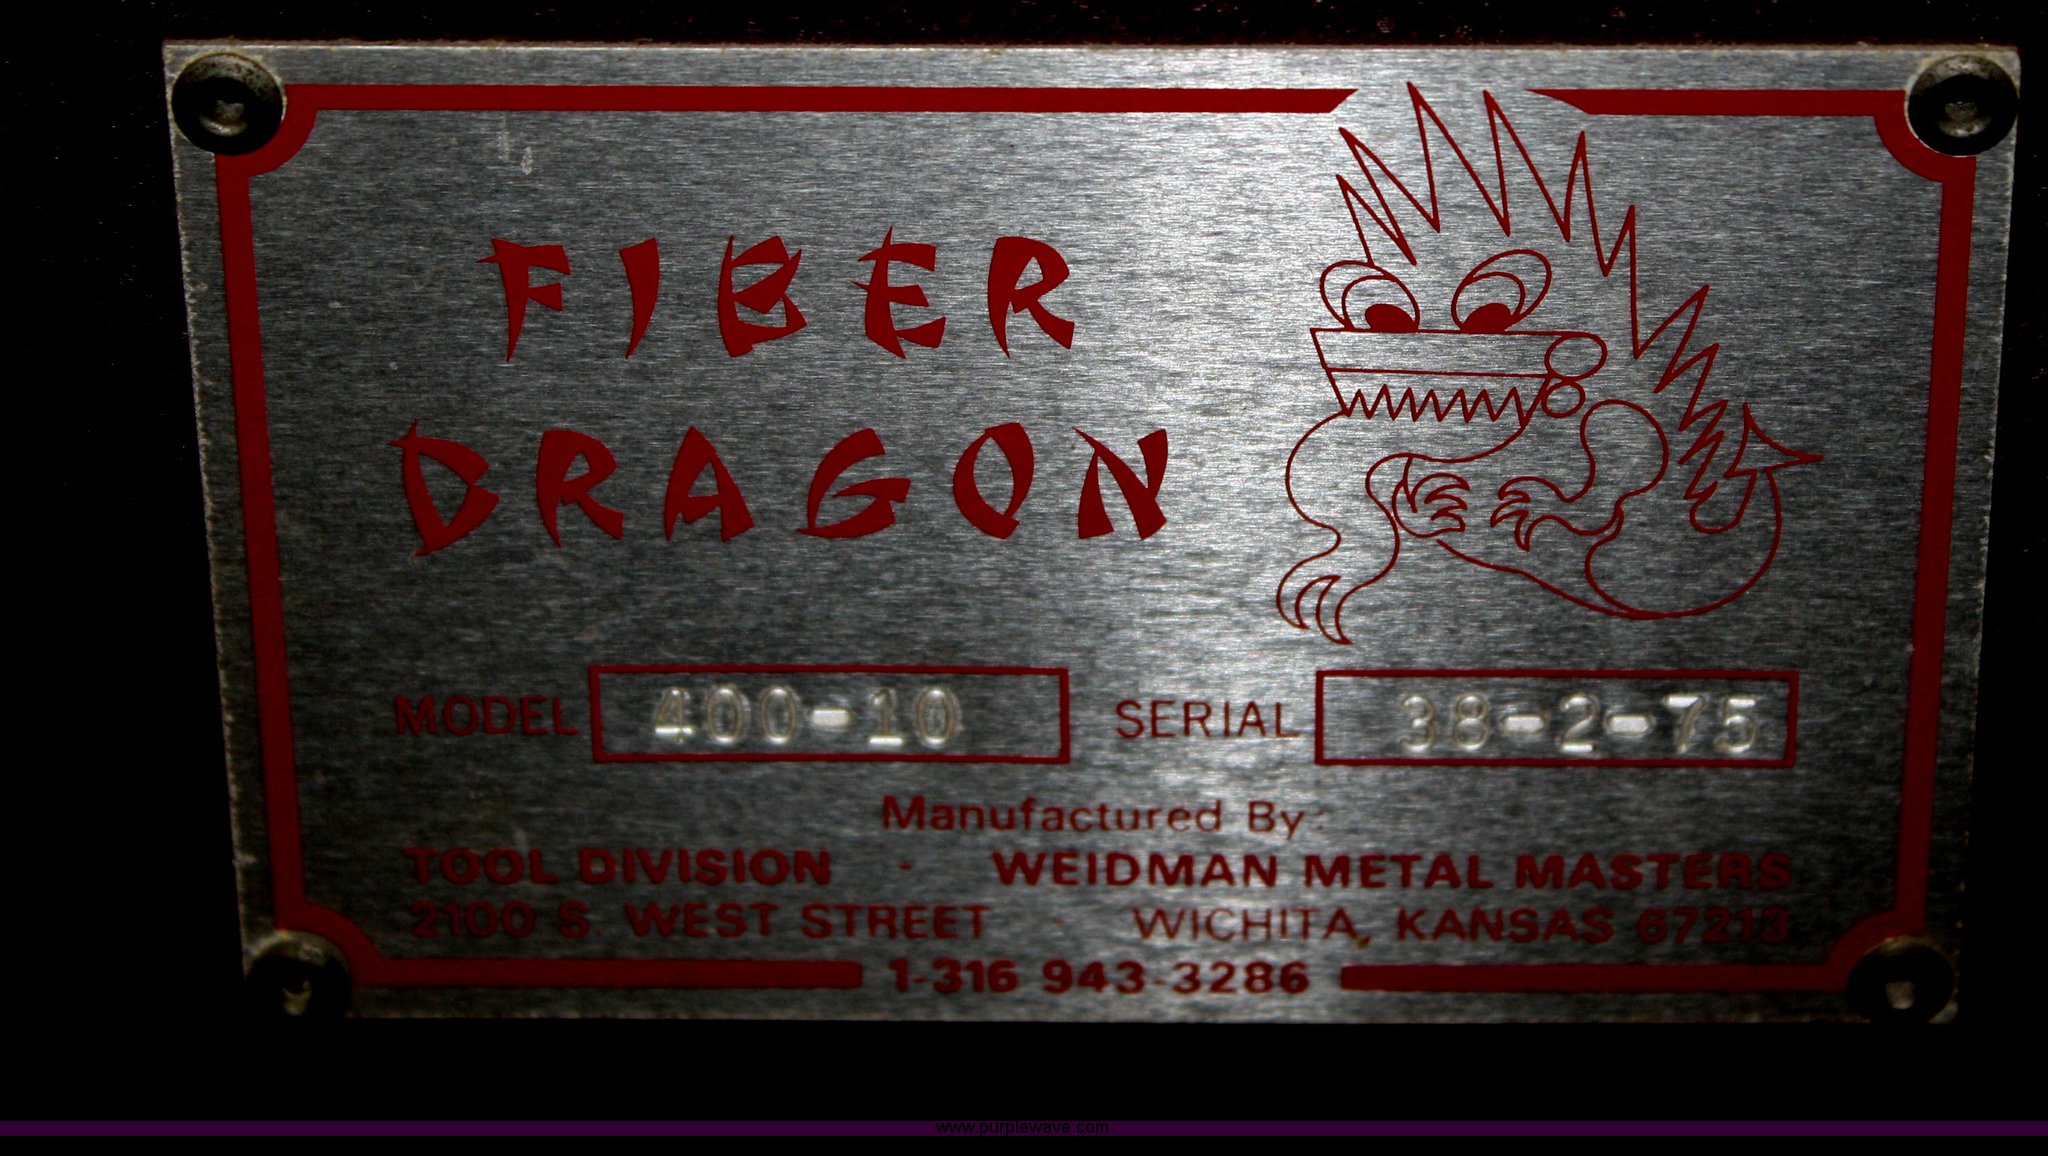 FIBER
DRAGON
MODEL 400-10 SERIAL 38-2-75
Manufactured By:
TOOL DIVISION · WEIDMAN METAL MASTERS
2100 S. WEST STREET · WICHITA, KANSAS 67213
1-316 943-3286
www.purplewave.com